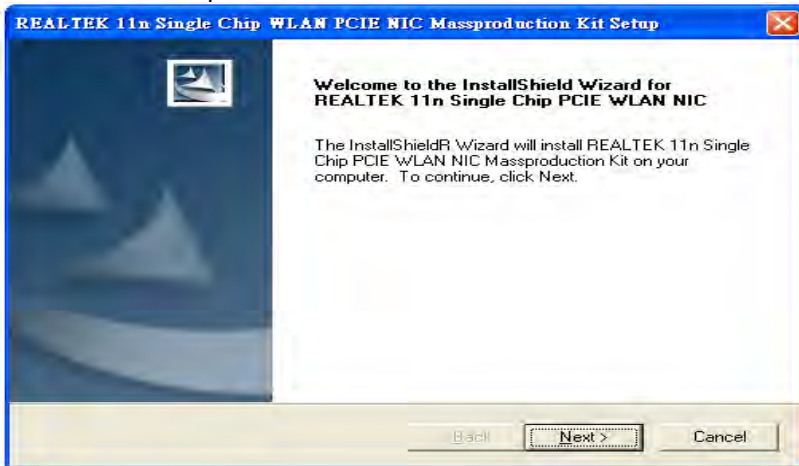 REALTEK 11n Single Chip WLAN PCIE NIC Massproduction Kit Setup
Welcome to the InstallShield Wizard for
REALTEK 11n Single Chip PCIE WLAN NIC
The InstallShieldR Wizard will install REALTEK 11n Single
Chip PCIE WLAN NIC Massproduction Kit on your
computer. To continue, click Next.
Back
Next >
Cancel